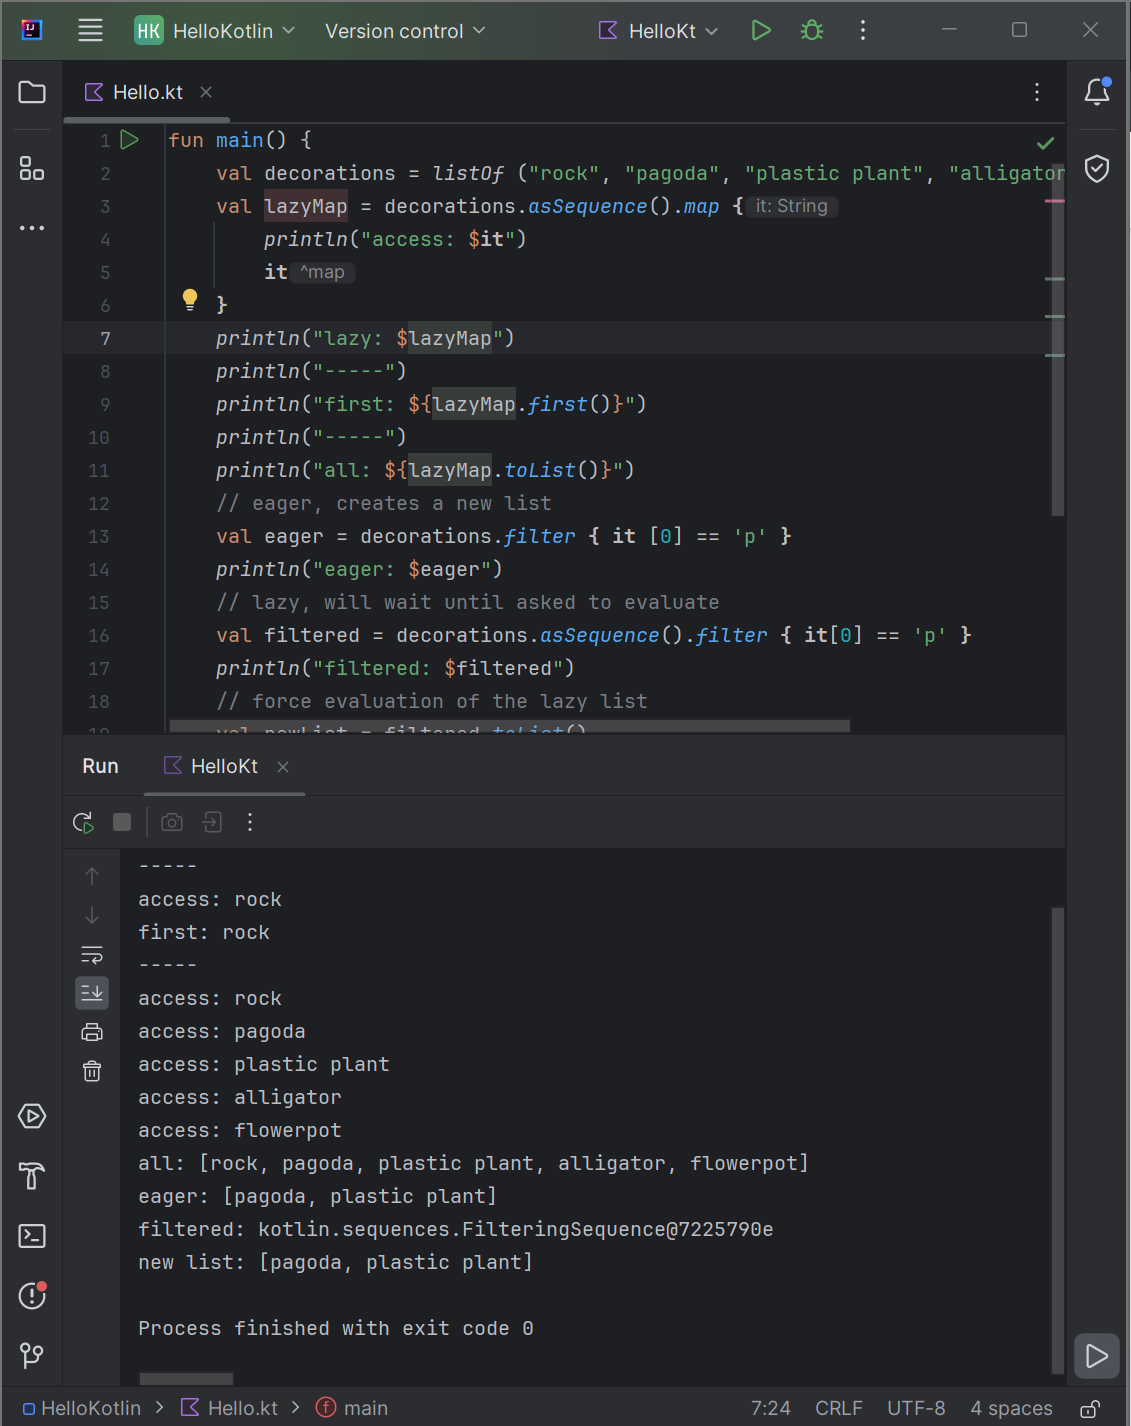 HK HelloKotlin Version control HelloKt
Hello.kt
1 fun main() {
2 val decorations = listOf ("rock", "pagoda", "plastic plant", "alligator
3 val lazyMap = decorations.asSequence().map { it: String
4 println("access: $it")
5 it ^map
6 }
7 println("lazy: $lazyMap")
8 println("-----")
9 println("first: ${lazyMap.first()}")
10 println("-----")
11 println("all: ${lazyMap.toList()}")
12 // eager, creates a new list
13 val eager = decorations.filter { it [0] == 'p' }
14 println("eager: $eager")
15 // lazy, will wait until asked to evaluate
16 val filtered = decorations.asSequence().filter { it[0] == 'p' }
17 println("filtered: $filtered")
18 // force evaluation of the lazy list
19 val newList = filtered.toList()
Run HelloKt
-----
access: rock
first: rock
-----
access: rock
access: pagoda
access: plastic plant
access: alligator
access: flowerpot
all: [rock, pagoda, plastic plant, alligator, flowerpot]
eager: [pagoda, plastic plant]
filtered: kotlin.sequences.FilteringSequence@7225790e
new list: [pagoda, plastic plant]
Process finished with exit code 0
HelloKotlin > Hello.kt > f main 7:24 CRLF UTF-8 4 spaces